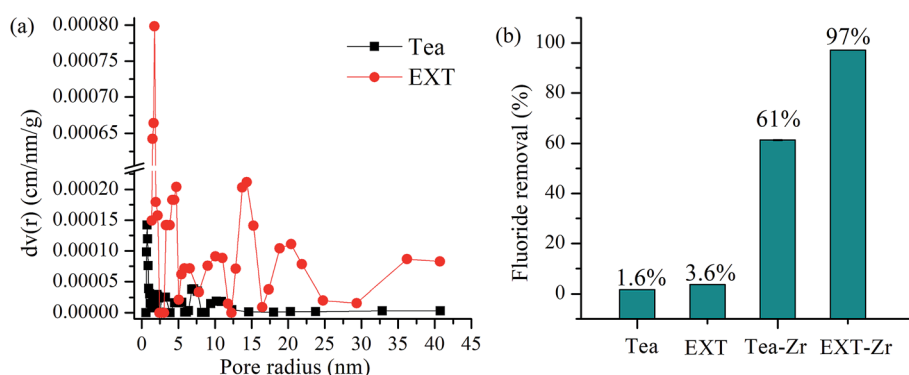 (a)
dv(r) (cm/nm/g)
0.00080
0.00075
0.00070
0.00065
0.00020
0.00015
0.00010
0.00005
0.00000
Tea
EXT
0 5 10 15 20 25 30 35 40 45
Pore radius (nm)
(b)
Fluoride removal (%)
100
80
60
40
20
0
1.6%
3.6%
61%
97%
Tea EXT Tea-Zr EXT-Zr